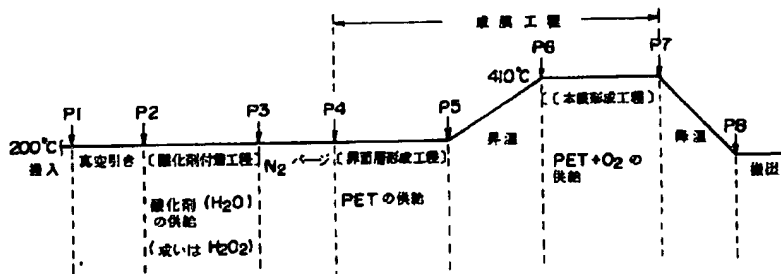 成膜工程
P6
P7
410℃
P1
P2
P3
P4
P5
[本膜形成工程]
P8
200℃
昇温
降温
搬入
真空引き
[酸化剤付着工程]
N₂ パージ
[界面層形成工程]
PET+O₂の
供給
搬出
酸化剤(H₂O)
の供給
(或いはH₂O₂)
PETの供給